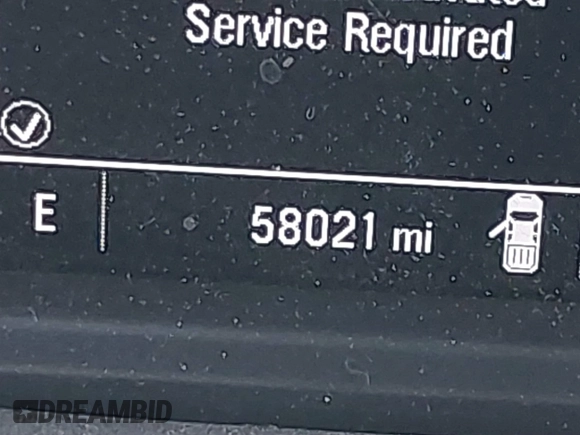 Service Required
E
58021 mi
DREAMBID